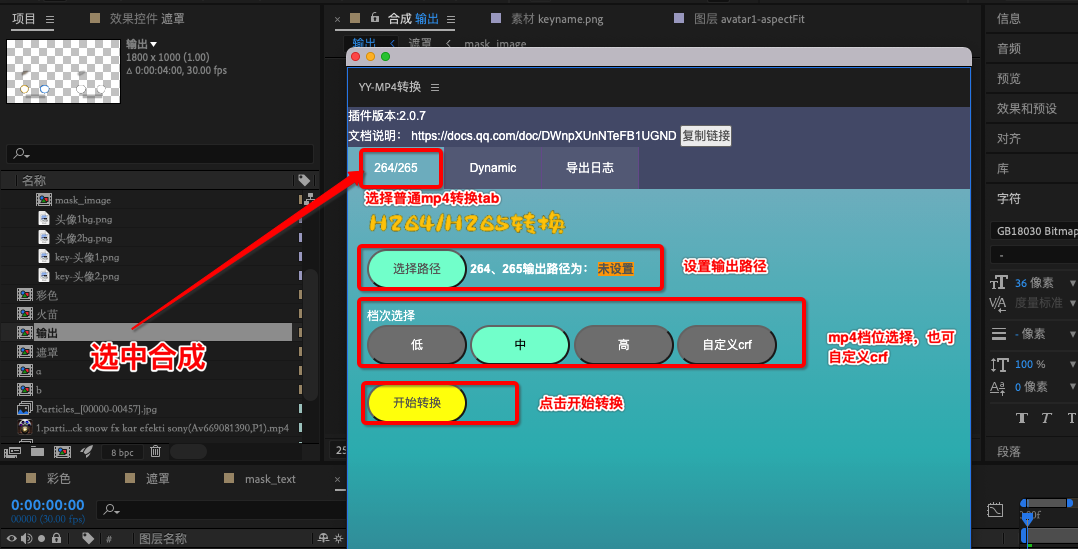 项目
效果控件 遮罩
合成 输出
素材 keyname.png
图层 avatar1-aspectFit
输出
遮罩
mask_image
输出
1800 x 1000 (1.00)
Δ 0:00:04:00, 30.00 fps
YY-MP4转换
插件版本:2.0.7
文档说明： https://docs.qq.com/doc/DWnpXUnNTeFB1UGND 复制链接
264/265
Dynamic
导出日志
选择普通mp4转换tab
H264/H265转换
选择路径
264、265输出路径为：
未设置
设置输出路径
档次选择
低
中
高
自定义crf
mp4档位选择，也可
自定义crf
开始转换
点击开始转换
名称
mask_image
头像1bg.png
头像2bg.png
key-头像1.png
key-头像2.png
彩色
火苗
输出
遮罩
a
b
Particles_[00000-00457].jpg
1.parti...ck snow fx kar efekti sony(Av669081390,P1).mp4
选中合成
8 bpc
25
彩色
遮罩
mask_text
0:00:00:00
00000 (30.00 fps)
#
图层名称
信息
音频
预览
效果和预设
对齐
库
字符
GB18030 Bitmap
-
36 像素
度量标准
- 像素
100 %
0 像素
段落
:00f